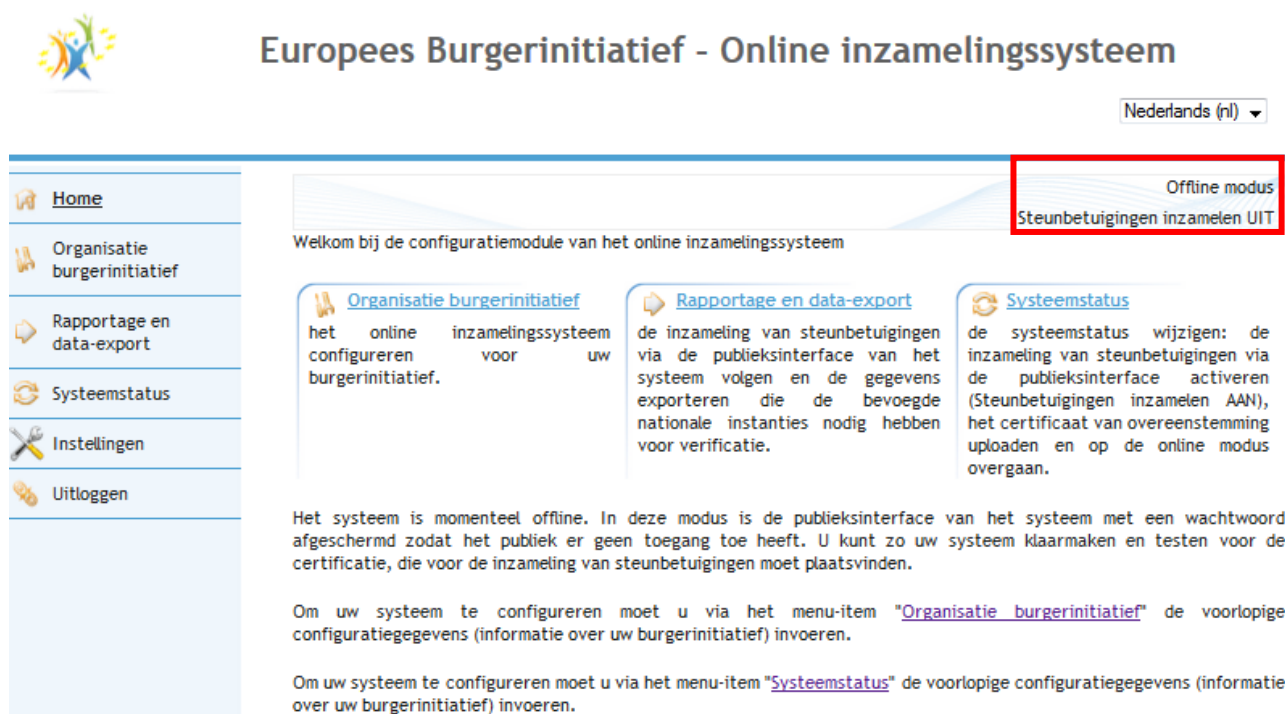 Europees Burgerinitiatief - Online inzamelingssysteem
Nederlands (nl)
Home
Organisatie
burgerinitiatief
Rapportage en
data-export
Systeemstatus
Instellingen
Uitloggen
Offline modus
Steunbetuigingen inzamelen UIT
Welkom bij de configuratiemodule van het online inzamelingssysteem
Organisatie burgerinitiatief
het online inzamelingssysteem
configureren voor uw
burgerinitiatief.
Rapportage en data-export
de inzameling van steunbetuigingen
via de publieksinterface van het
systeem volgen en de gegevens
exporteren die de bevoegde
nationale instanties nodig hebben
voor verificatie.
Systeemstatus
de systeemstatus wijzigen: de
inzameling van steunbetuigingen via
de publieksinterface activeren
(Steunbetuigingen inzamelen AAN),
het certificaat van overeenstemming
uploaden en op de online modus
overgaan.
Het systeem is momenteel offline. In deze modus is de publieksinterface van het systeem met een wachtwoord
afgeschermd zodat het publiek er geen toegang toe heeft. U kunt zo uw systeem klaarmaken en testen voor de
certificatie, die voor de inzameling van steunbetuigingen moet plaatsvinden.
Om uw systeem te configureren moet u via het menu-item "Organisatie burgerinitiatief" de voorlopige
configuratiegegevens (informatie over uw burgerinitiatief) invoeren.
Om uw systeem te configureren moet u via het menu-item "Systeemstatus" de voorlopige configuratiegegevens (informatie
over uw burgerinitiatief) invoeren.